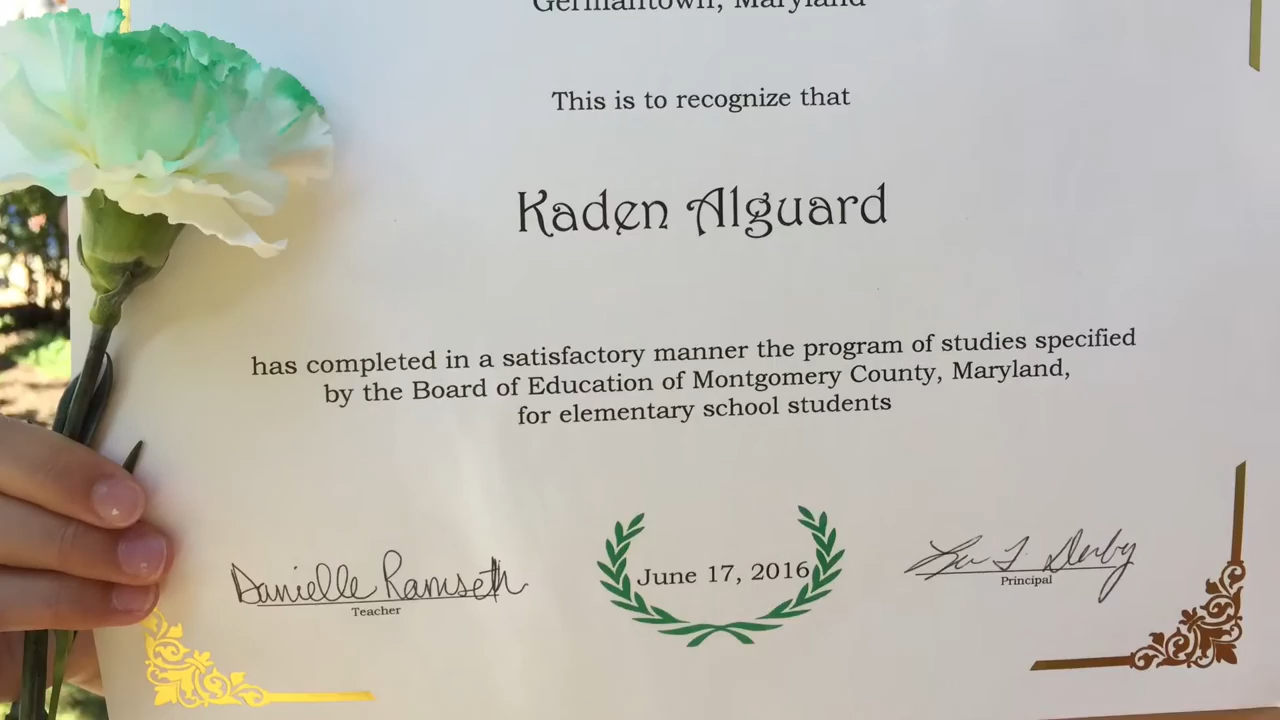 Germantown, Maryland
This is to recognize that
Kaden Alguard
has completed in a satisfactory manner the program of studies specified
by the Board of Education of Montgomery County, Maryland,
for elementary school students
Danielle Ramseth
Teacher
June 17, 2016
Derby
Principal